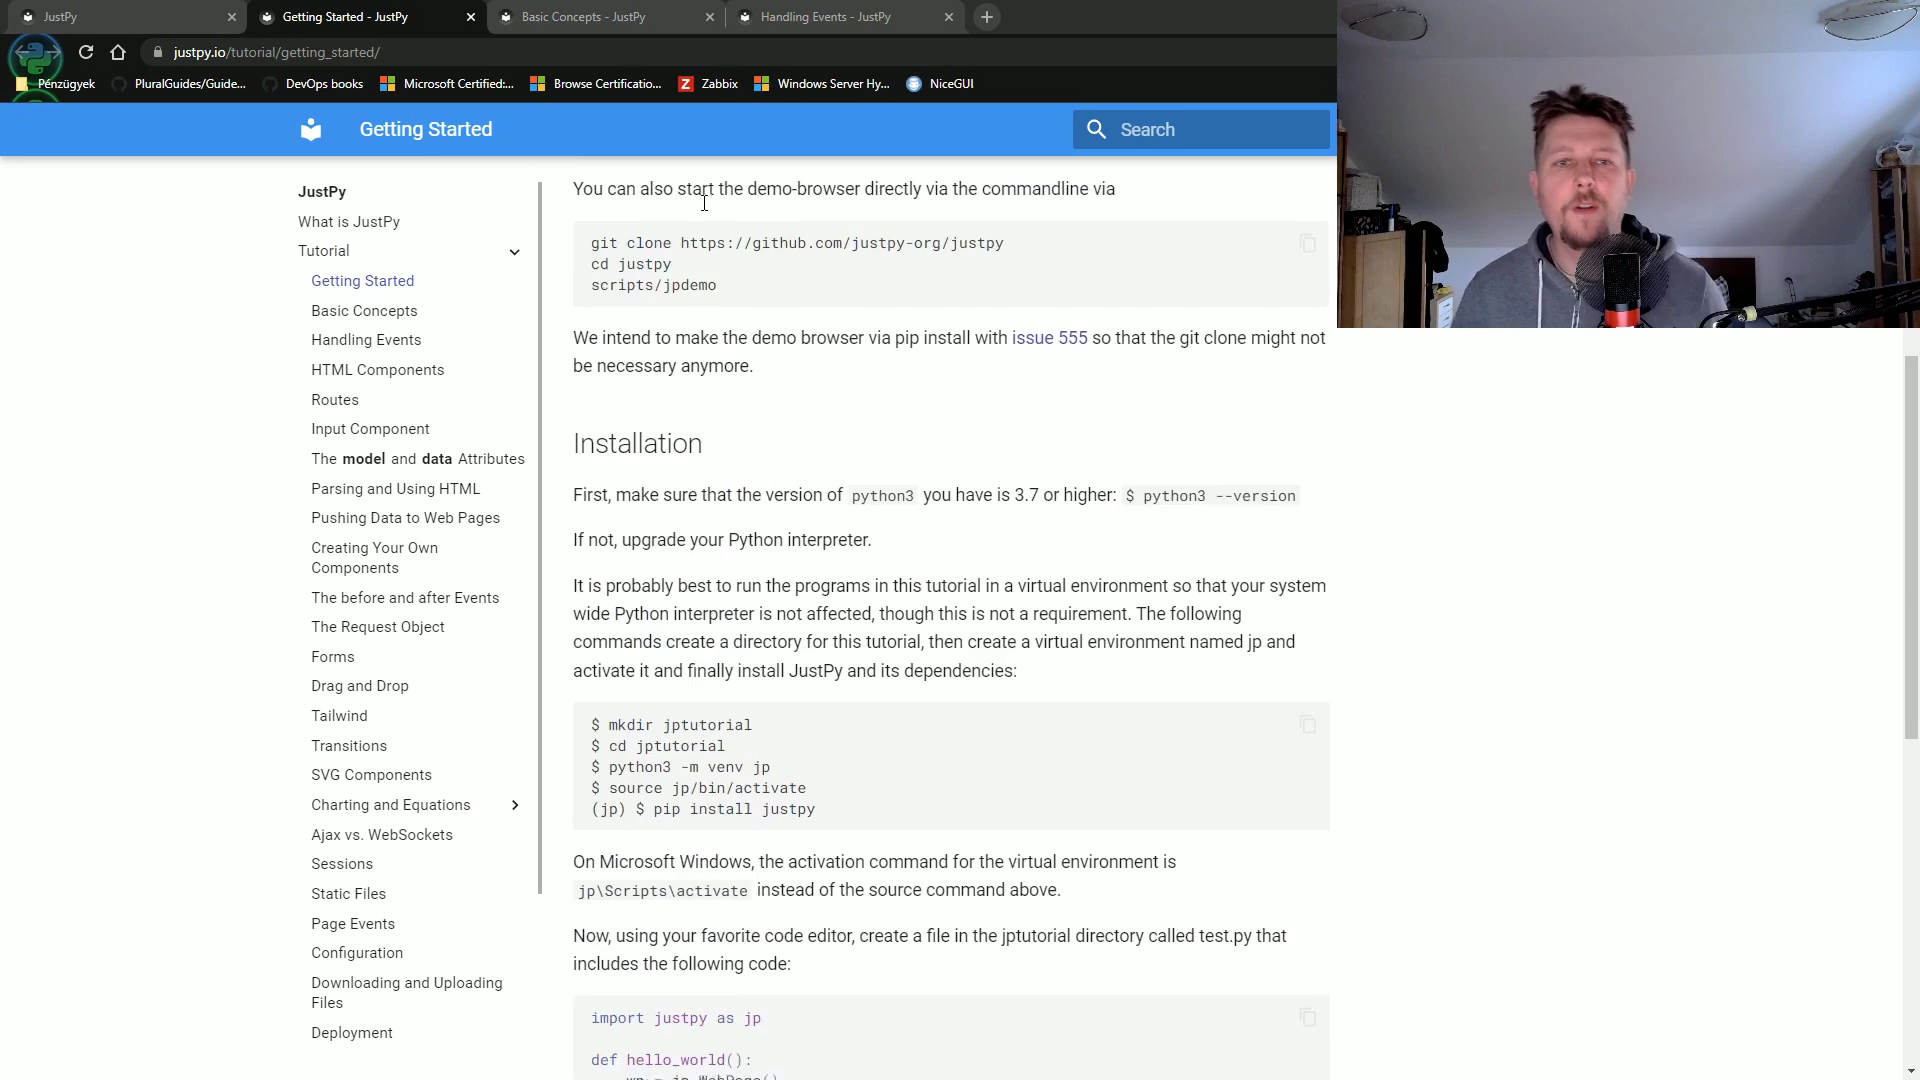 JustPy
Getting Started - JustPy
Basic Concepts - JustPy
Handling Events - JustPy
justpy.io/tutorial/getting_started/
Pénzügyek
PluralGuides/Guide...
DevOps books
Microsoft Certified:...
Browse Certificatio...
Z
Zabbix
Windows Server Hy...
NiceGUI
Getting Started
Search
JustPy
What is JustPy
Tutorial
Getting Started
Basic Concepts
Handling Events
HTML Components
Routes
Input Component
The model and data Attributes
Parsing and Using HTML
Pushing Data to Web Pages
Creating Your Own
Components
The before and after Events
The Request Object
Forms
Drag and Drop
Tailwind
Transitions
SVG Components
Charting and Equations
Ajax vs. WebSockets
Sessions
Static Files
Page Events
Configuration
Downloading and Uploading
Files
Deployment
You can also start the demo-browser directly via the commandline via
git clone https://github.com/justpy-org/justpy
cd justpy
scripts/jpdemo
We intend to make the demo browser via pip install with issue 555 so that the git clone might not
be necessary anymore.
Installation
First, make sure that the version of python3 you have is 3.7 or higher: $ python3 --version
If not, upgrade your Python interpreter.
It is probably best to run the programs in this tutorial in a virtual environment so that your system
wide Python interpreter is not affected, though this is not a requirement. The following
commands create a directory for this tutorial, then create a virtual environment named jp and
activate it and finally install JustPy and its dependencies:
$ mkdir jptutorial
$ cd jptutorial
$ python3 -m venv jp
$ source jp/bin/activate
(jp) $ pip install justpy
On Microsoft Windows, the activation command for the virtual environment is
jp\Scripts\activate instead of the source command above.
Now, using your favorite code editor, create a file in the jptutorial directory called test.py that
includes the following code:
import justpy as jp
def hello_world():
wp = jp.WebPage()